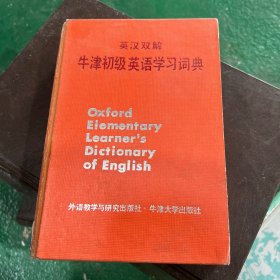 英汉双解
牛津初级英语学习词典
Oxford
Elementary
Learner's
Dictionary
of English
外语教学与研究出版社·牛津大学出版社